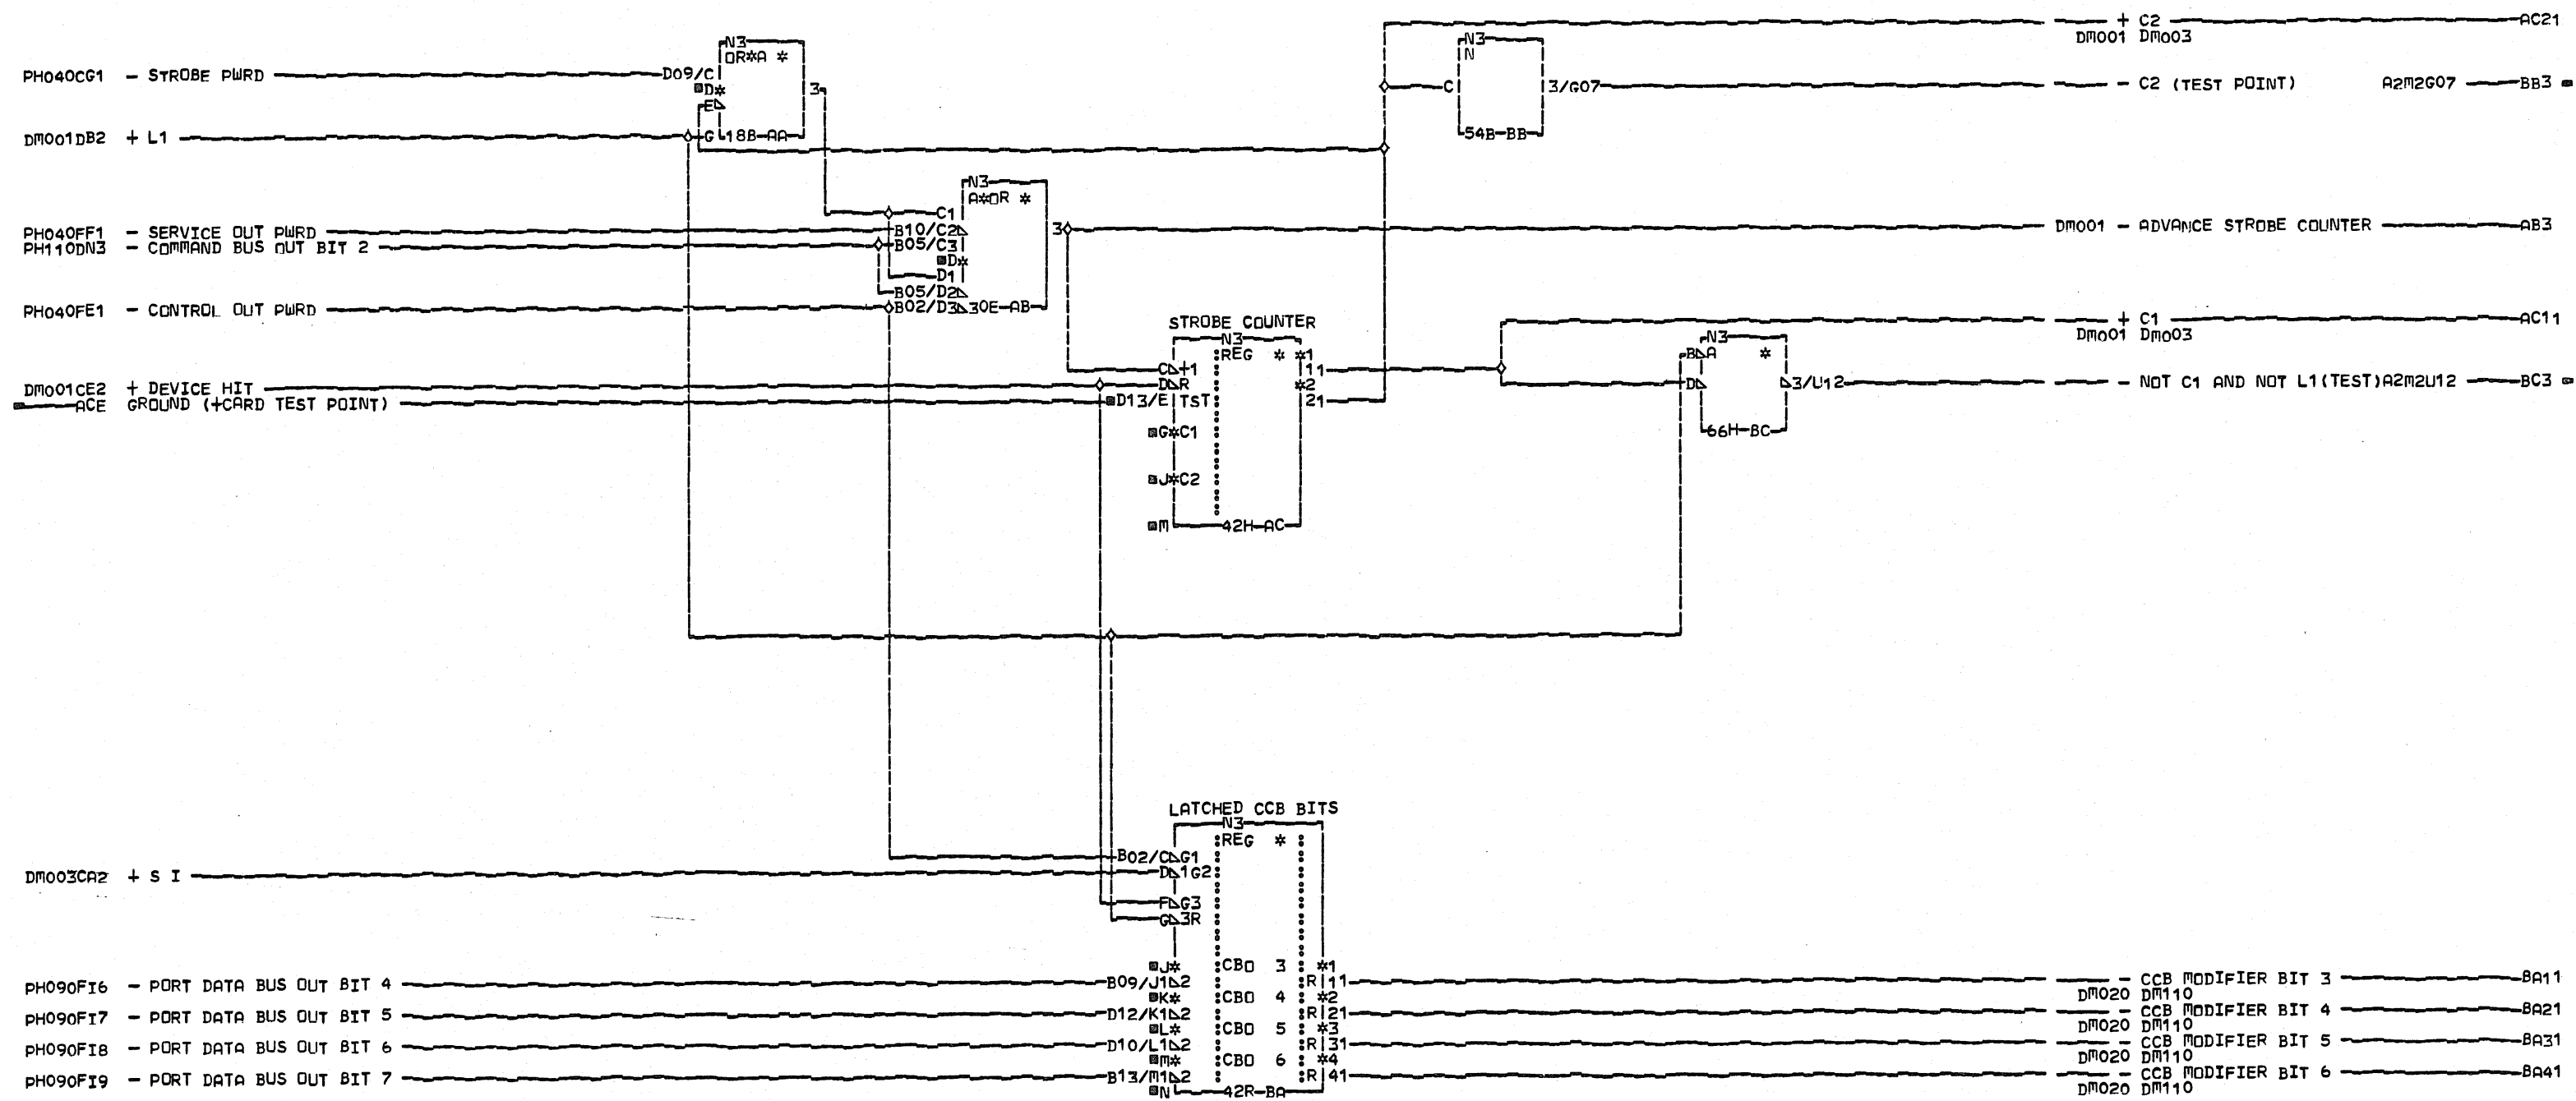 + C2 AC21
DM001 DM003
N3
OR*A *
N3
N
PH040CG1 - STROBE PWRD D09/C
D*
3
C 3/G07 - C2 (TEST POINT) A2M2G07 BB3
E
DM001DB2 + L1 G 18B-AA
54B-BB
N3
A*OR *
C1
PH040FF1 - SERVICE OUT PWRD B10/C2 3 DM001 - ADVANCE STROBE COUNTER AB3
PH110DN3 - COMMAND BUS OUT BIT 2 B05/C3
D*
D1
B05/D2
PH040FE1 - CONTROL OUT PWRD B02/D3 30E-AB
STROBE COUNTER + C1 AC11
DM001 DM003
N3
REG * *1
N3
BA *
C +1 11
DM001CE2 + DEVICE HIT D R *2 D 3/U12 - NOT C1 AND NOT L1(TEST)A2M2U12 BC3
ACE GROUND (+CARD TEST POINT) D13/E TST 21
G*C1
66H-BC
J*C2
M 42H-AC
LATCHED CCB BITS
N3
REG *
B02/C G1
DM003CA2 + S I D 1G2
F G3
G 3R
J* CBO 3 *1
PH090FI6 - PORT DATA BUS OUT BIT 4 B09/J1 2 R 11 - CCB MODIFIER BIT 3 BA11
K* CBO 4 *2 DM020 DM110
PH090FI7 - PORT DATA BUS OUT BIT 5 D12/K1 2 R 21 - CCB MODIFIER BIT 4 BA21
L* CBO 5 *3 DM020 DM110
PH090FI8 - PORT DATA BUS OUT BIT 6 D10/L1 2 R 31 - CCB MODIFIER BIT 5 BA31
M* CBO 6 *4 DM020 DM110
PH090FI9 - PORT DATA BUS OUT BIT 7 B13/M1 2 R 41 - CCB MODIFIER BIT 6 BA41
N 42R-BA DM020 DM110